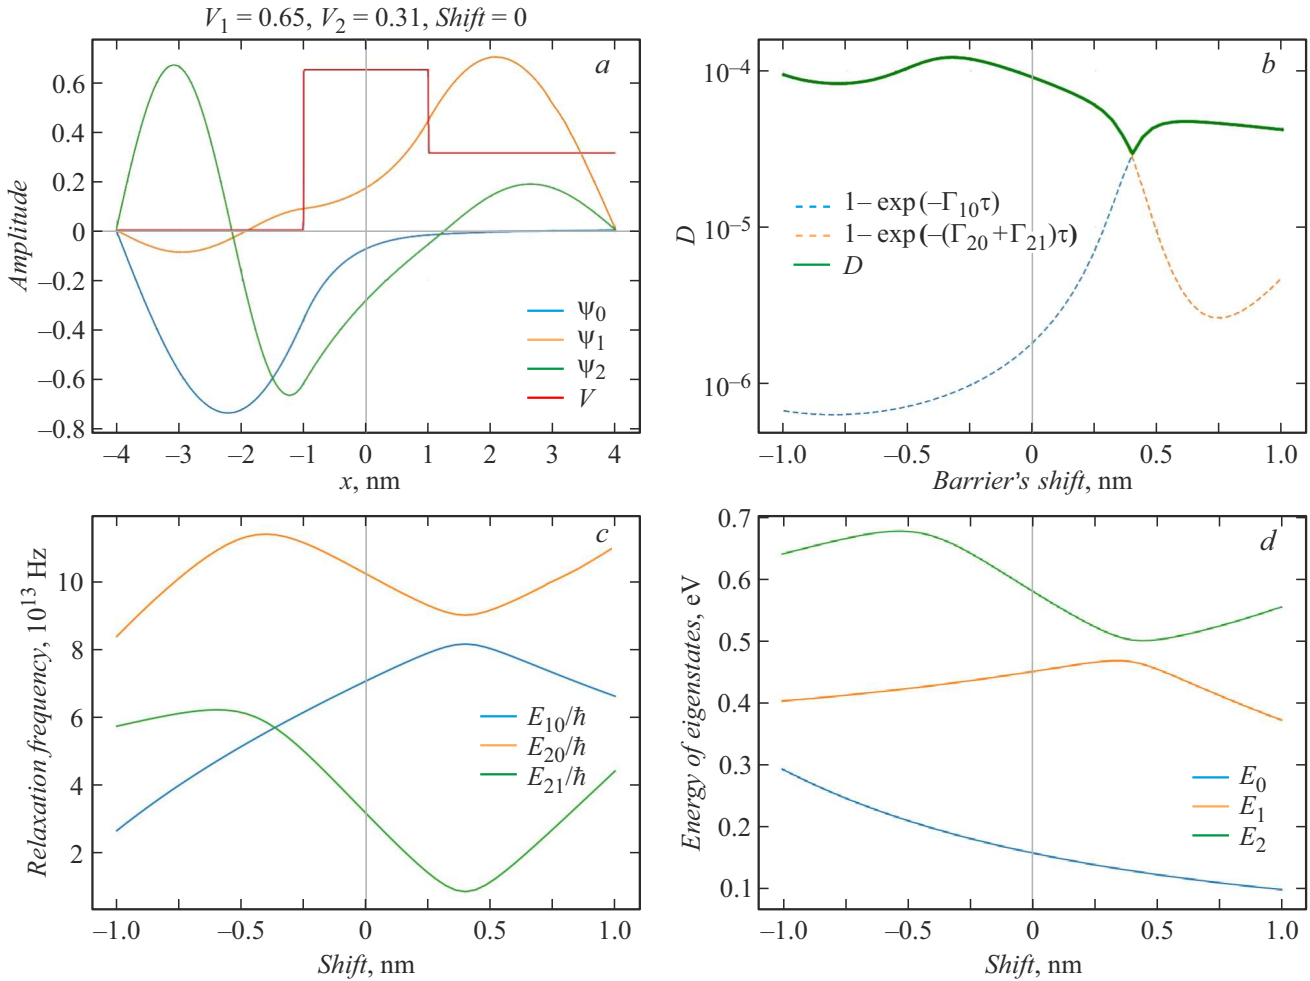 V1 = 0.65, V2 = 0.31, Shift = 0
a
Amplitude
0.6
0.4
0.2
0
–0.2
–0.4
–0.6
–0.8
ψ0
ψ1
ψ2
V
–4 –3 –2 –1 0 1 2 3 4
x, nm
b
D
10–4
10–5
10–6
1– exp (–Γ10τ)
1– exp (–(Γ20 + Γ21)τ)
D
–1.0 –0.5 0 0.5 1.0
Barrier's shift, nm
c
Relaxation frequency, 1013 Hz
10
8
6
4
2
E10/ħ
E20/ħ
E21/ħ
–1.0 –0.5 0 0.5 1.0
Shift, nm
d
Energy of eigenstates, eV
0.7
0.6
0.5
0.4
0.3
0.2
0.1
E0
E1
E2
–1.0 –0.5 0 0.5 1.0
Shift, nm